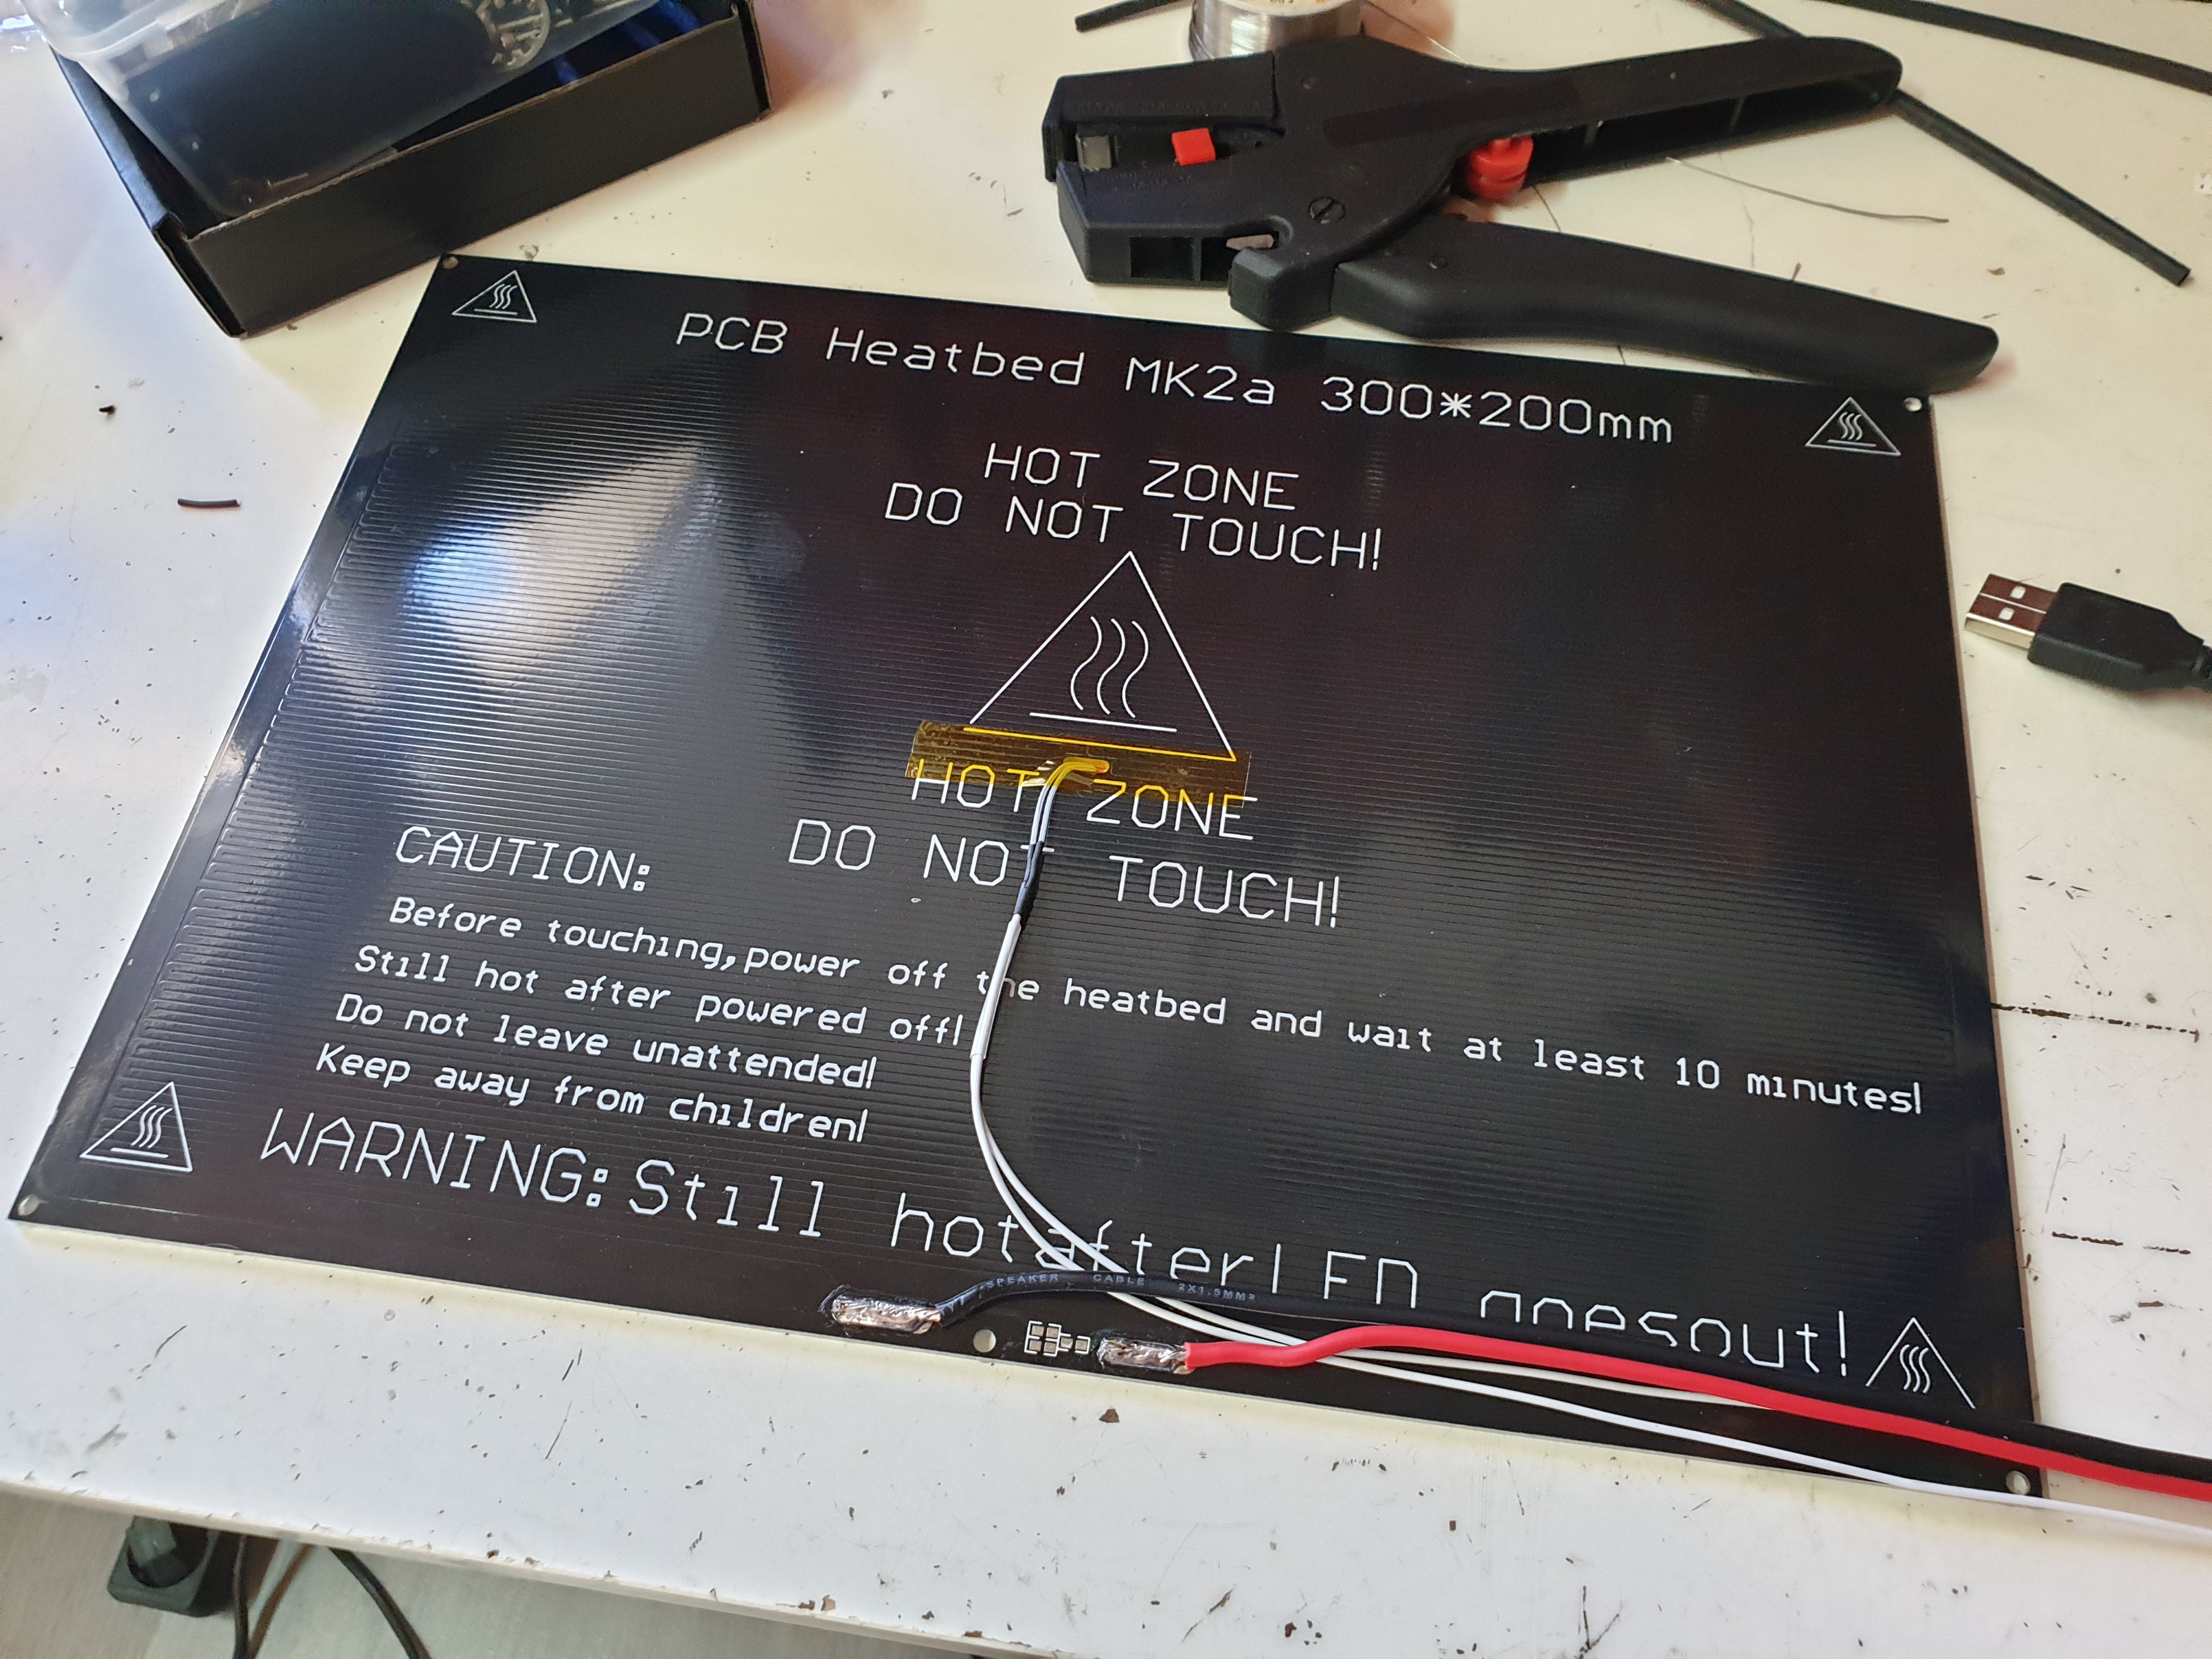 PCB Heatbed MK2a 300*200mm
HOT ZONE
DO NOT TOUCH!
HOT ZONE
DO NOT TOUCH!
CAUTION:
Before touching,power off the heatbed and wait at least 10 minutes!
Still hot after powered off!
Do not leave unattended!
Keep away from children!
WARNING:Still hotafter! goesout!
SPEAKER CABLE 2X1.5MM²